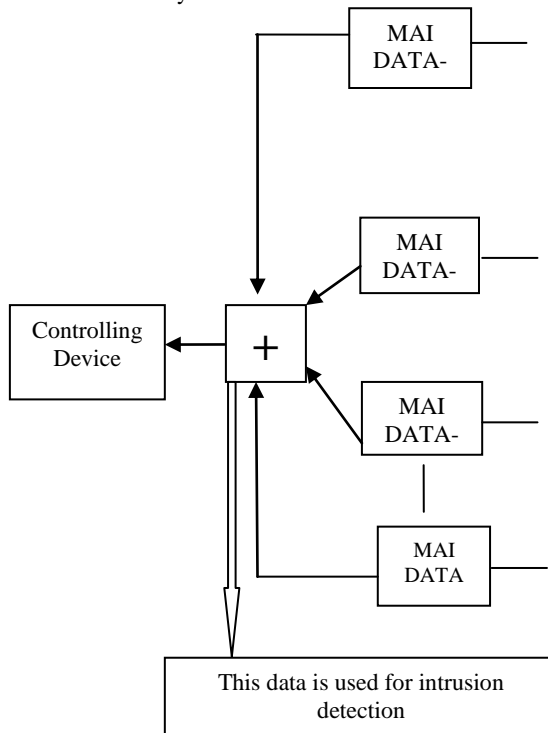 MAI
DATA-
MAI
DATA-
Controlling
Device
+
MAI
DATA-
MAI
DATA
This data is used for intrusion
detection